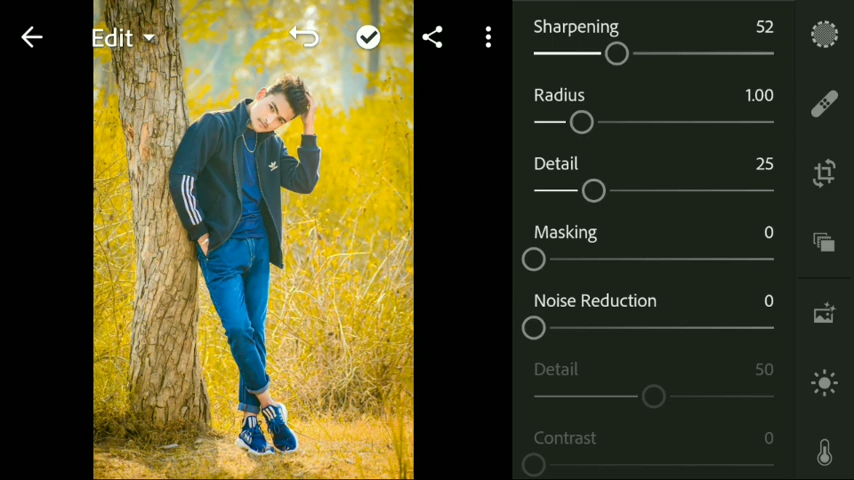 Edit
Sharpening 52
Radius 1.00
Detail 25
Masking 0
Noise Reduction 0
Detail 50
Contrast 0